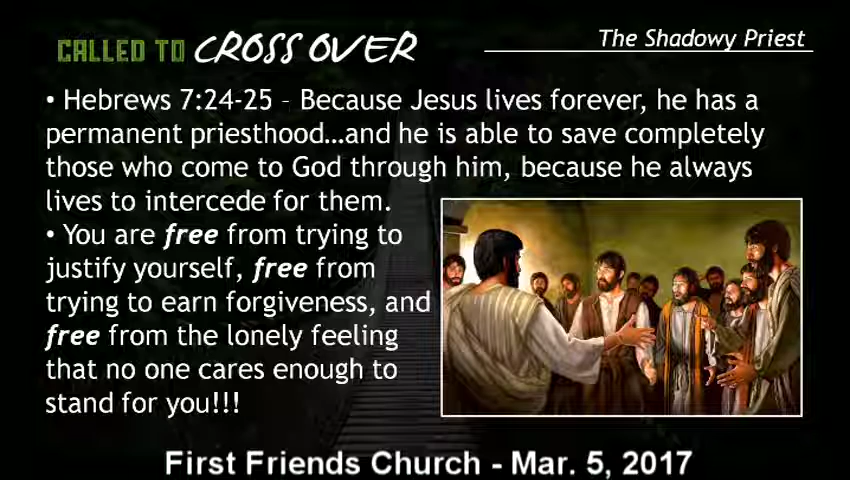 CALLED TO CROSS OVER
The Shadowy Priest
• Hebrews 7:24-25 – Because Jesus lives forever, he has a
permanent priesthood…and he is able to save completely
those who come to God through him, because he always
lives to intercede for them.
• You are free from trying to
justify yourself, free from
trying to earn forgiveness, and
free from the lonely feeling
that no one cares enough to
stand for you!!!
First Friends Church - Mar. 5, 2017